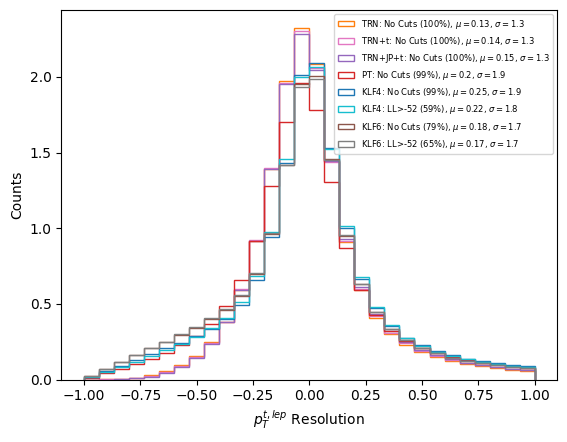 TRN: No Cuts (100%), μ = 0.13, σ = 1.3
TRN+t: No Cuts (100%), μ = 0.14, σ = 1.3
TRN+JP+t: No Cuts (100%), μ = 0.15, σ = 1.3
PT: No Cuts (99%), μ = 0.2, σ = 1.9
KLF4: No Cuts (99%), μ = 0.25, σ = 1.9
KLF4: LL>-52 (59%), μ = 0.22, σ = 1.8
KLF6: No Cuts (79%), μ = 0.18, σ = 1.7
KLF6: LL>-52 (65%), μ = 0.17, σ = 1.7
Counts
2.0
1.5
1.0
0.5
0.0
−1.00 −0.75 −0.50 −0.25 0.00 0.25 0.50 0.75 1.00
p_T^{t,lep} Resolution